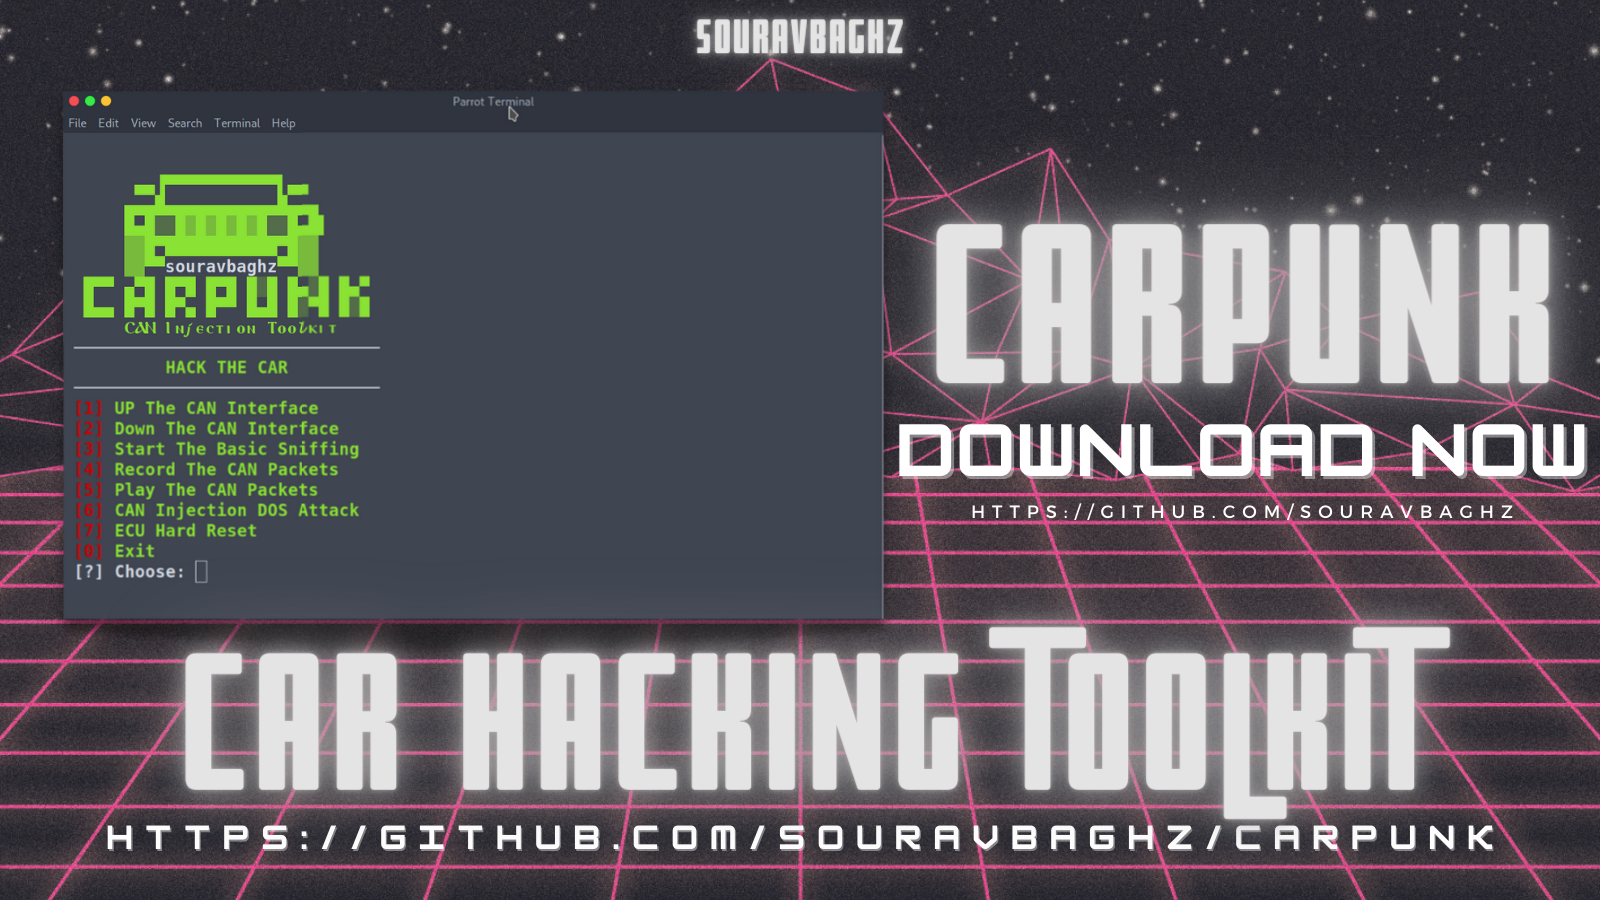 SOURAVBAGHZ
Parrot Terminal
File Edit View Search Terminal Help
souravbaghz
CARPUNK
CAN Injection Toolkit
HACK THE CAR
[1] UP The CAN Interface
[2] Down The CAN Interface
[3] Start The Basic Sniffing
[4] Record The CAN Packets
[5] Play The CAN Packets
[6] CAN Injection DOS Attack
[7] ECU Hard Reset
[0] Exit
[?] Choose:
CARPUNK
DOWNLOAD NOW
HTTPS://GITHUB.COM/SOURAVBAGHZ
CAR HACKING TOOLKIT
HTTPS://GITHUB.COM/SOURAVBAGHZ/CARPUNK